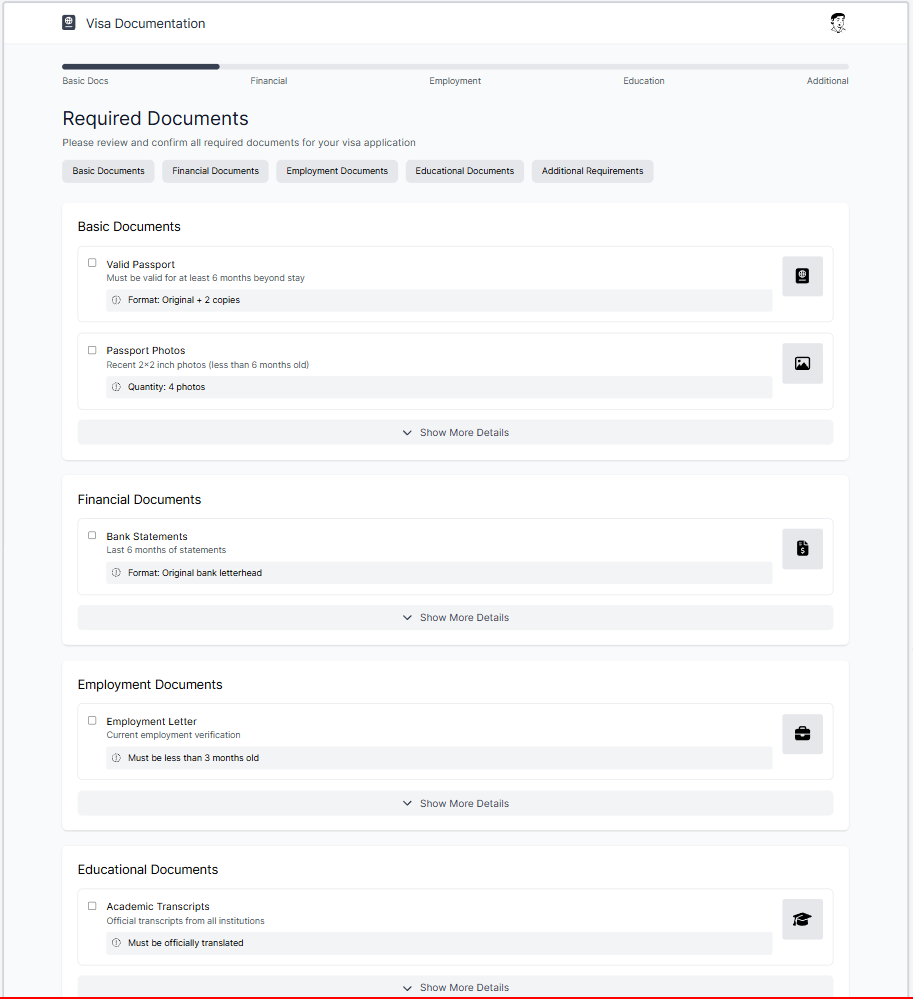 Visa Documentation
Basic Docs
Financial
Employment
Education
Additional
Required Documents
Please review and confirm all required documents for your visa application
Basic Documents
Financial Documents
Employment Documents
Educational Documents
Additional Requirements
Basic Documents
Valid Passport
Must be valid for at least 6 months beyond stay
Format: Original + 2 copies
Passport Photos
Recent 2×2 inch photos (less than 6 months old)
Quantity: 4 photos
Show More Details
Financial Documents
Bank Statements
Last 6 months of statements
Format: Original bank letterhead
Show More Details
Employment Documents
Employment Letter
Current employment verification
Must be less than 3 months old
Show More Details
Educational Documents
Academic Transcripts
Official transcripts from all institutions
Must be officially translated
Show More Details